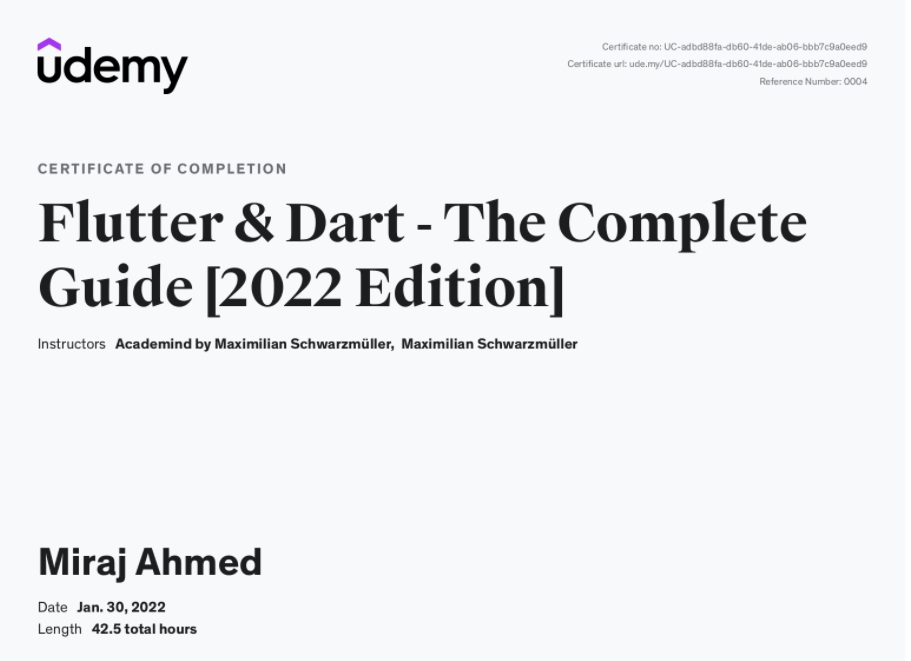 udemy
Certificate no: UC-adbd88fa-db60-41de-ab06-bbb7c9a0eed9
Certificate url: ude.my/UC-adbd88fa-db60-41de-ab06-bbb7c9a0eed9
Reference Number: 0004
CERTIFICATE OF COMPLETION
Flutter & Dart - The Complete
Guide [2022 Edition]
Instructors Academind by Maximilian Schwarzmüller, Maximilian Schwarzmüller
Miraj Ahmed
Date Jan. 30, 2022
Length 42.5 total hours